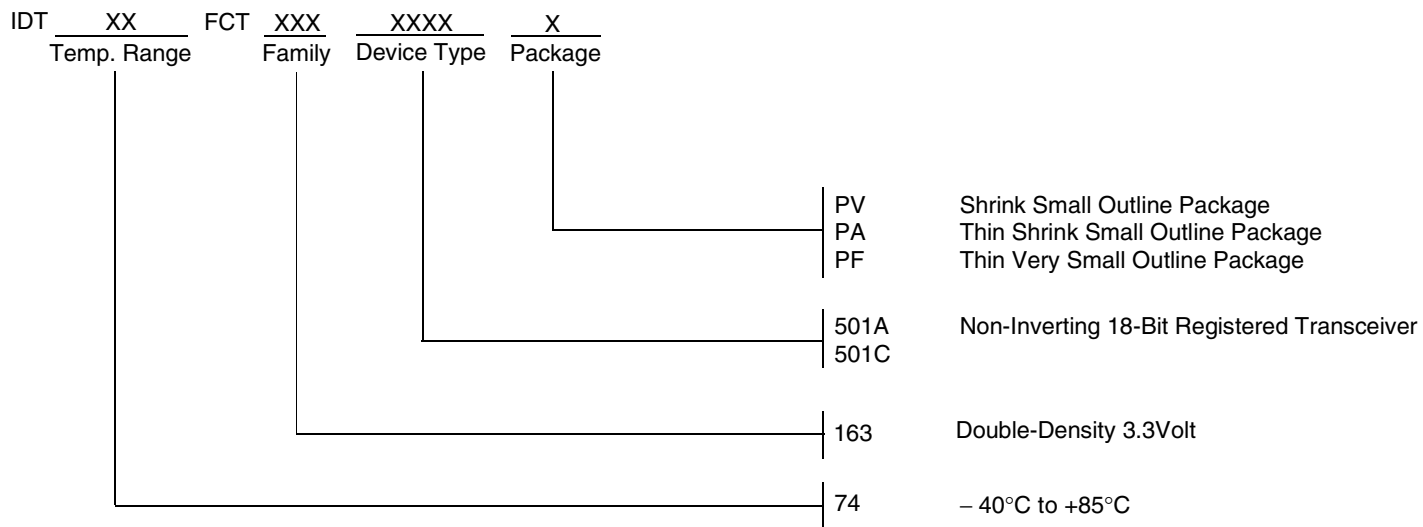 IDT XX FCT XXX XXXX X
Temp. Range Family Device Type Package
PV Shrink Small Outline Package
PA Thin Shrink Small Outline Package
PF Thin Very Small Outline Package
501A Non-Inverting 18-Bit Registered Transceiver
501C
163 Double-Density 3.3Volt
74 – 40°C to +85°C